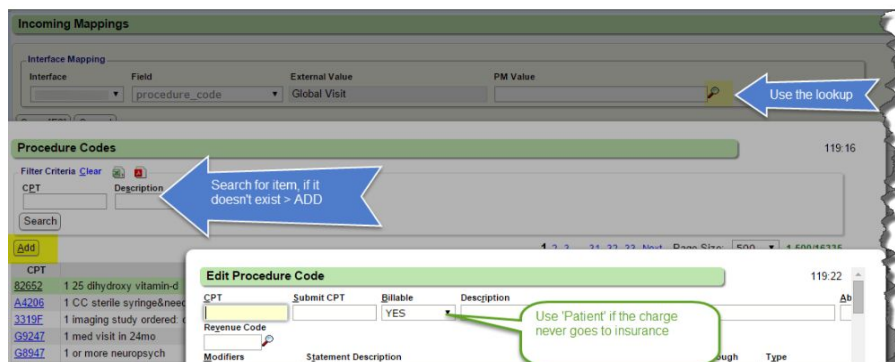 Incoming Mappings
Interface Mapping
Interface Field External Value PM Value
procedure_code Global Visit
Use the lookup
Procedure Codes 119:16
Filter Criteria Clear
CPT Description
Search for item, if it
doesn't exist > ADD
Search
Add
1 2 3 31 32 33 Next Page Size: 500
CPT
82652 1 25 dihydroxy vitamin-d
A4206 1 CC sterile syringe&need
3319F 1 imaging study ordered:
G9247 1 med visit in 24mo
G8947 1 or more neuropsych
Edit Procedure Code 119:22
CPT Submit CPT Billable Description Ab
YES
Use 'Patient' if the charge
never goes to insurance
Revenue Code
Modifiers Statement Description ough Type